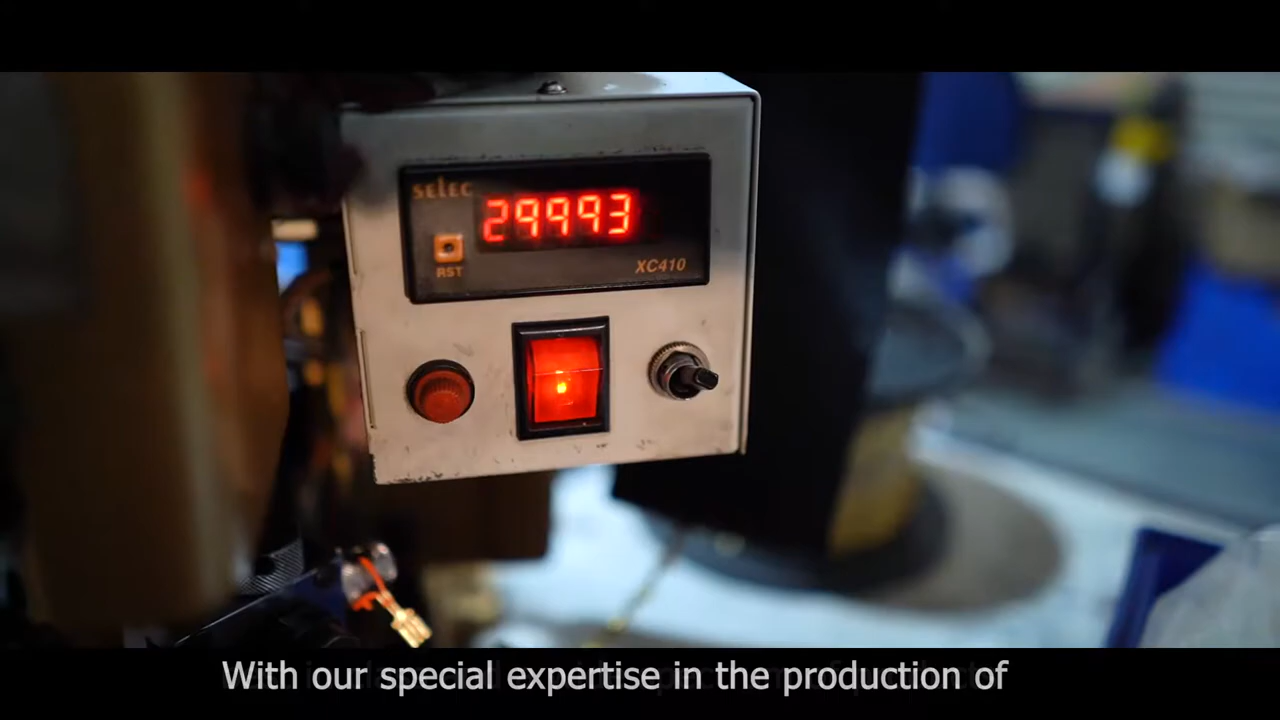 SELEC
29993
RST
XC410
With our special expertise in the production of